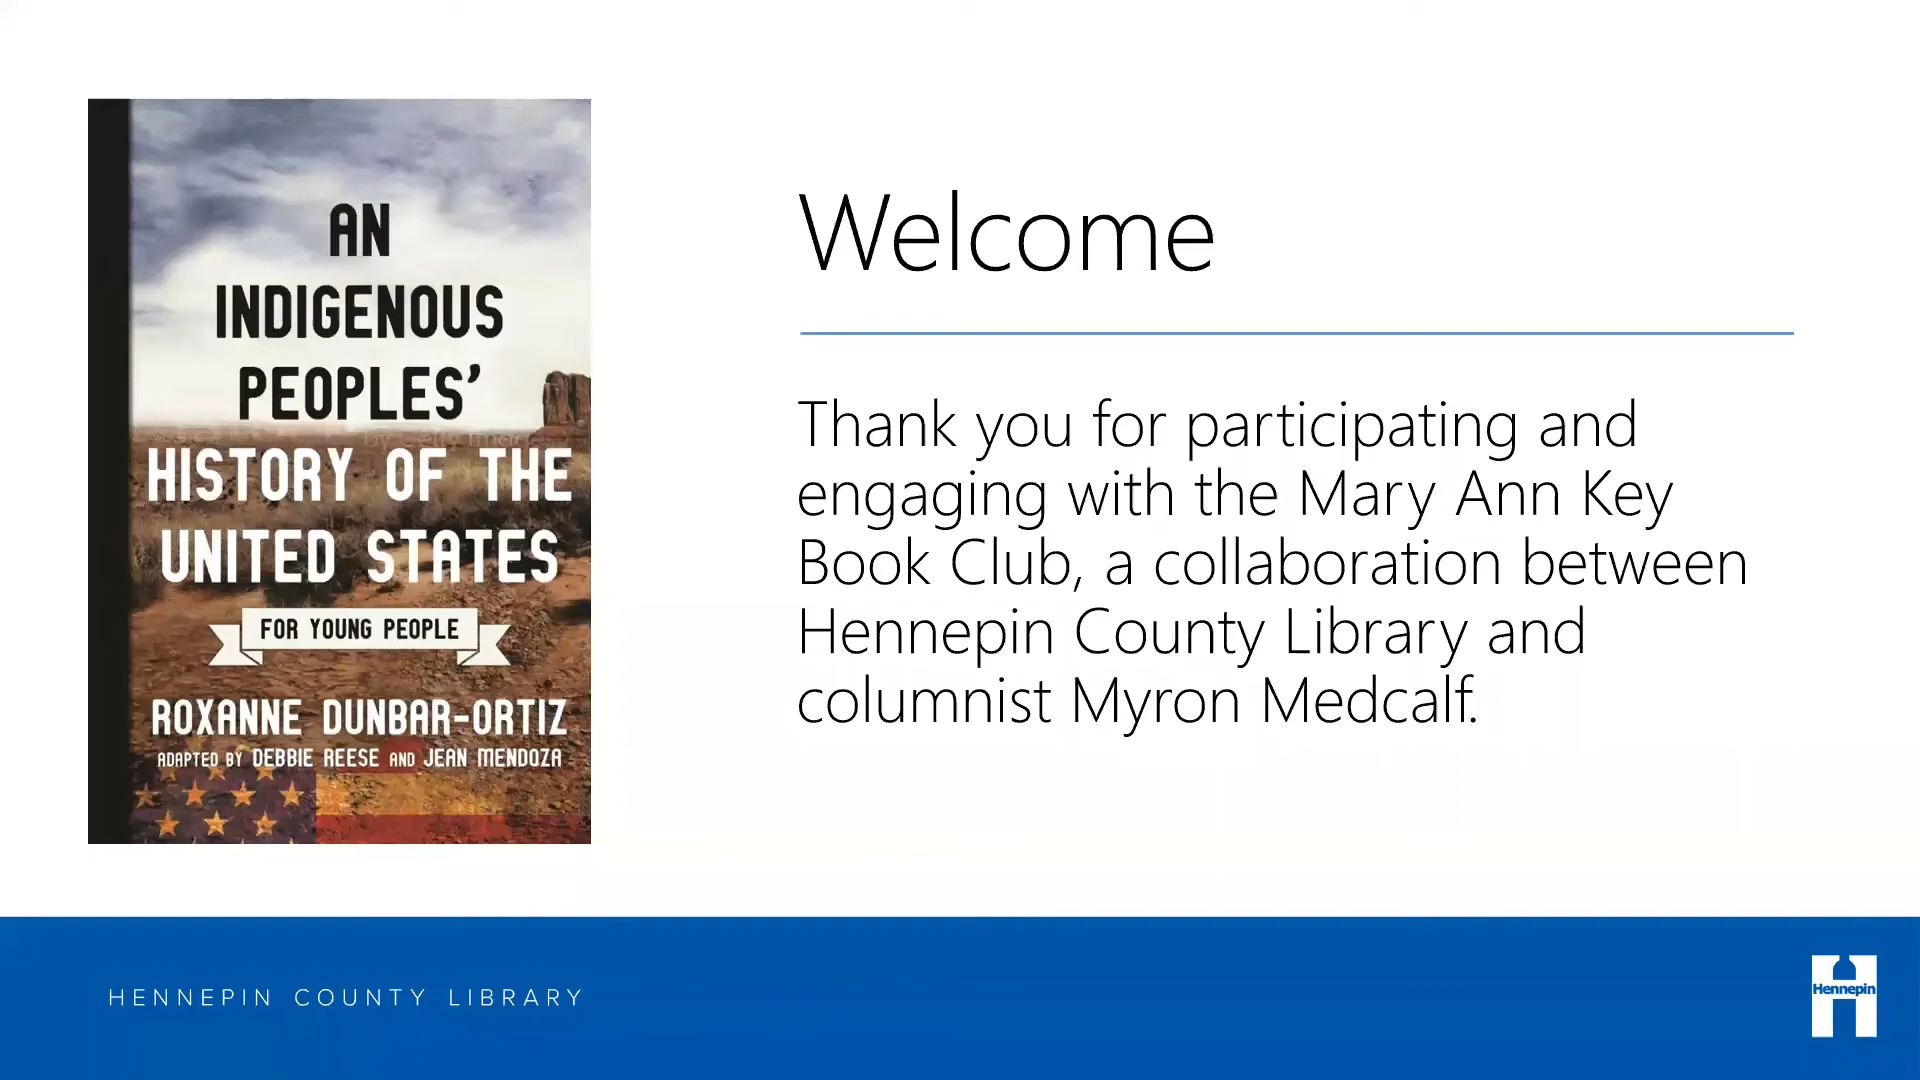 AN
INDIGENOUS
PEOPLES’
HISTORY OF THE
UNITED STATES
FOR YOUNG PEOPLE
ROXANNE DUNBAR-ORTIZ
ADAPTED BY DEBBIE REESE AND JEAN MENDOZA
Welcome
Thank you for participating and
engaging with the Mary Ann Key
Book Club, a collaboration between
Hennepin County Library and
columnist Myron Medcalf.
HENNEPIN COUNTY LIBRARY
Hennepin